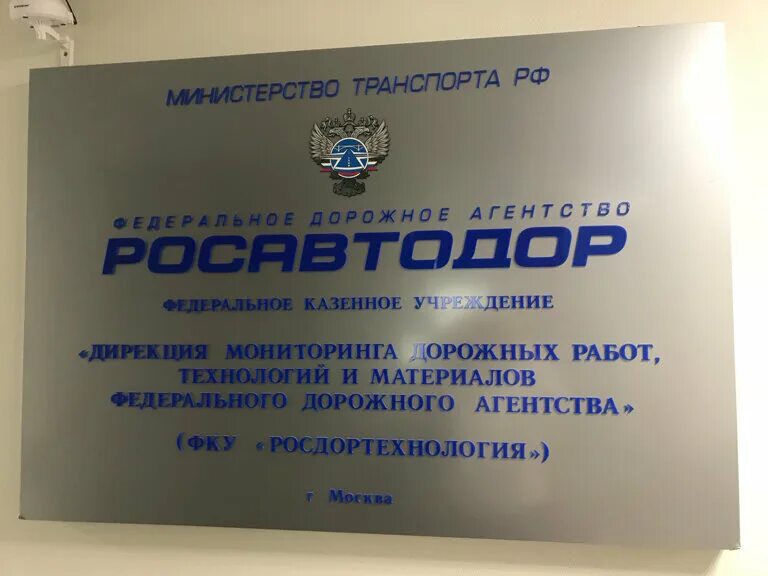 МИНИСТЕРСТВО ТРАНСПОРТА РФ
ФЕДЕРАЛЬНОЕ ДОРОЖНОЕ АГЕНТСТВО
РОСАВТОДОР
ФЕДЕРАЛЬНОЕ КАЗЕННОЕ УЧРЕЖДЕНИЕ
«ДИРЕКЦИЯ МОНИТОРИНГА ДОРОЖНЫХ РАБОТ,
ТЕХНОЛОГИЙ И МАТЕРИАЛОВ
ФЕДЕРАЛЬНОГО ДОРОЖНОГО АГЕНТСТВА»
(ФКУ «РОСДОРТЕХНОЛОГИЯ»)
г Москва